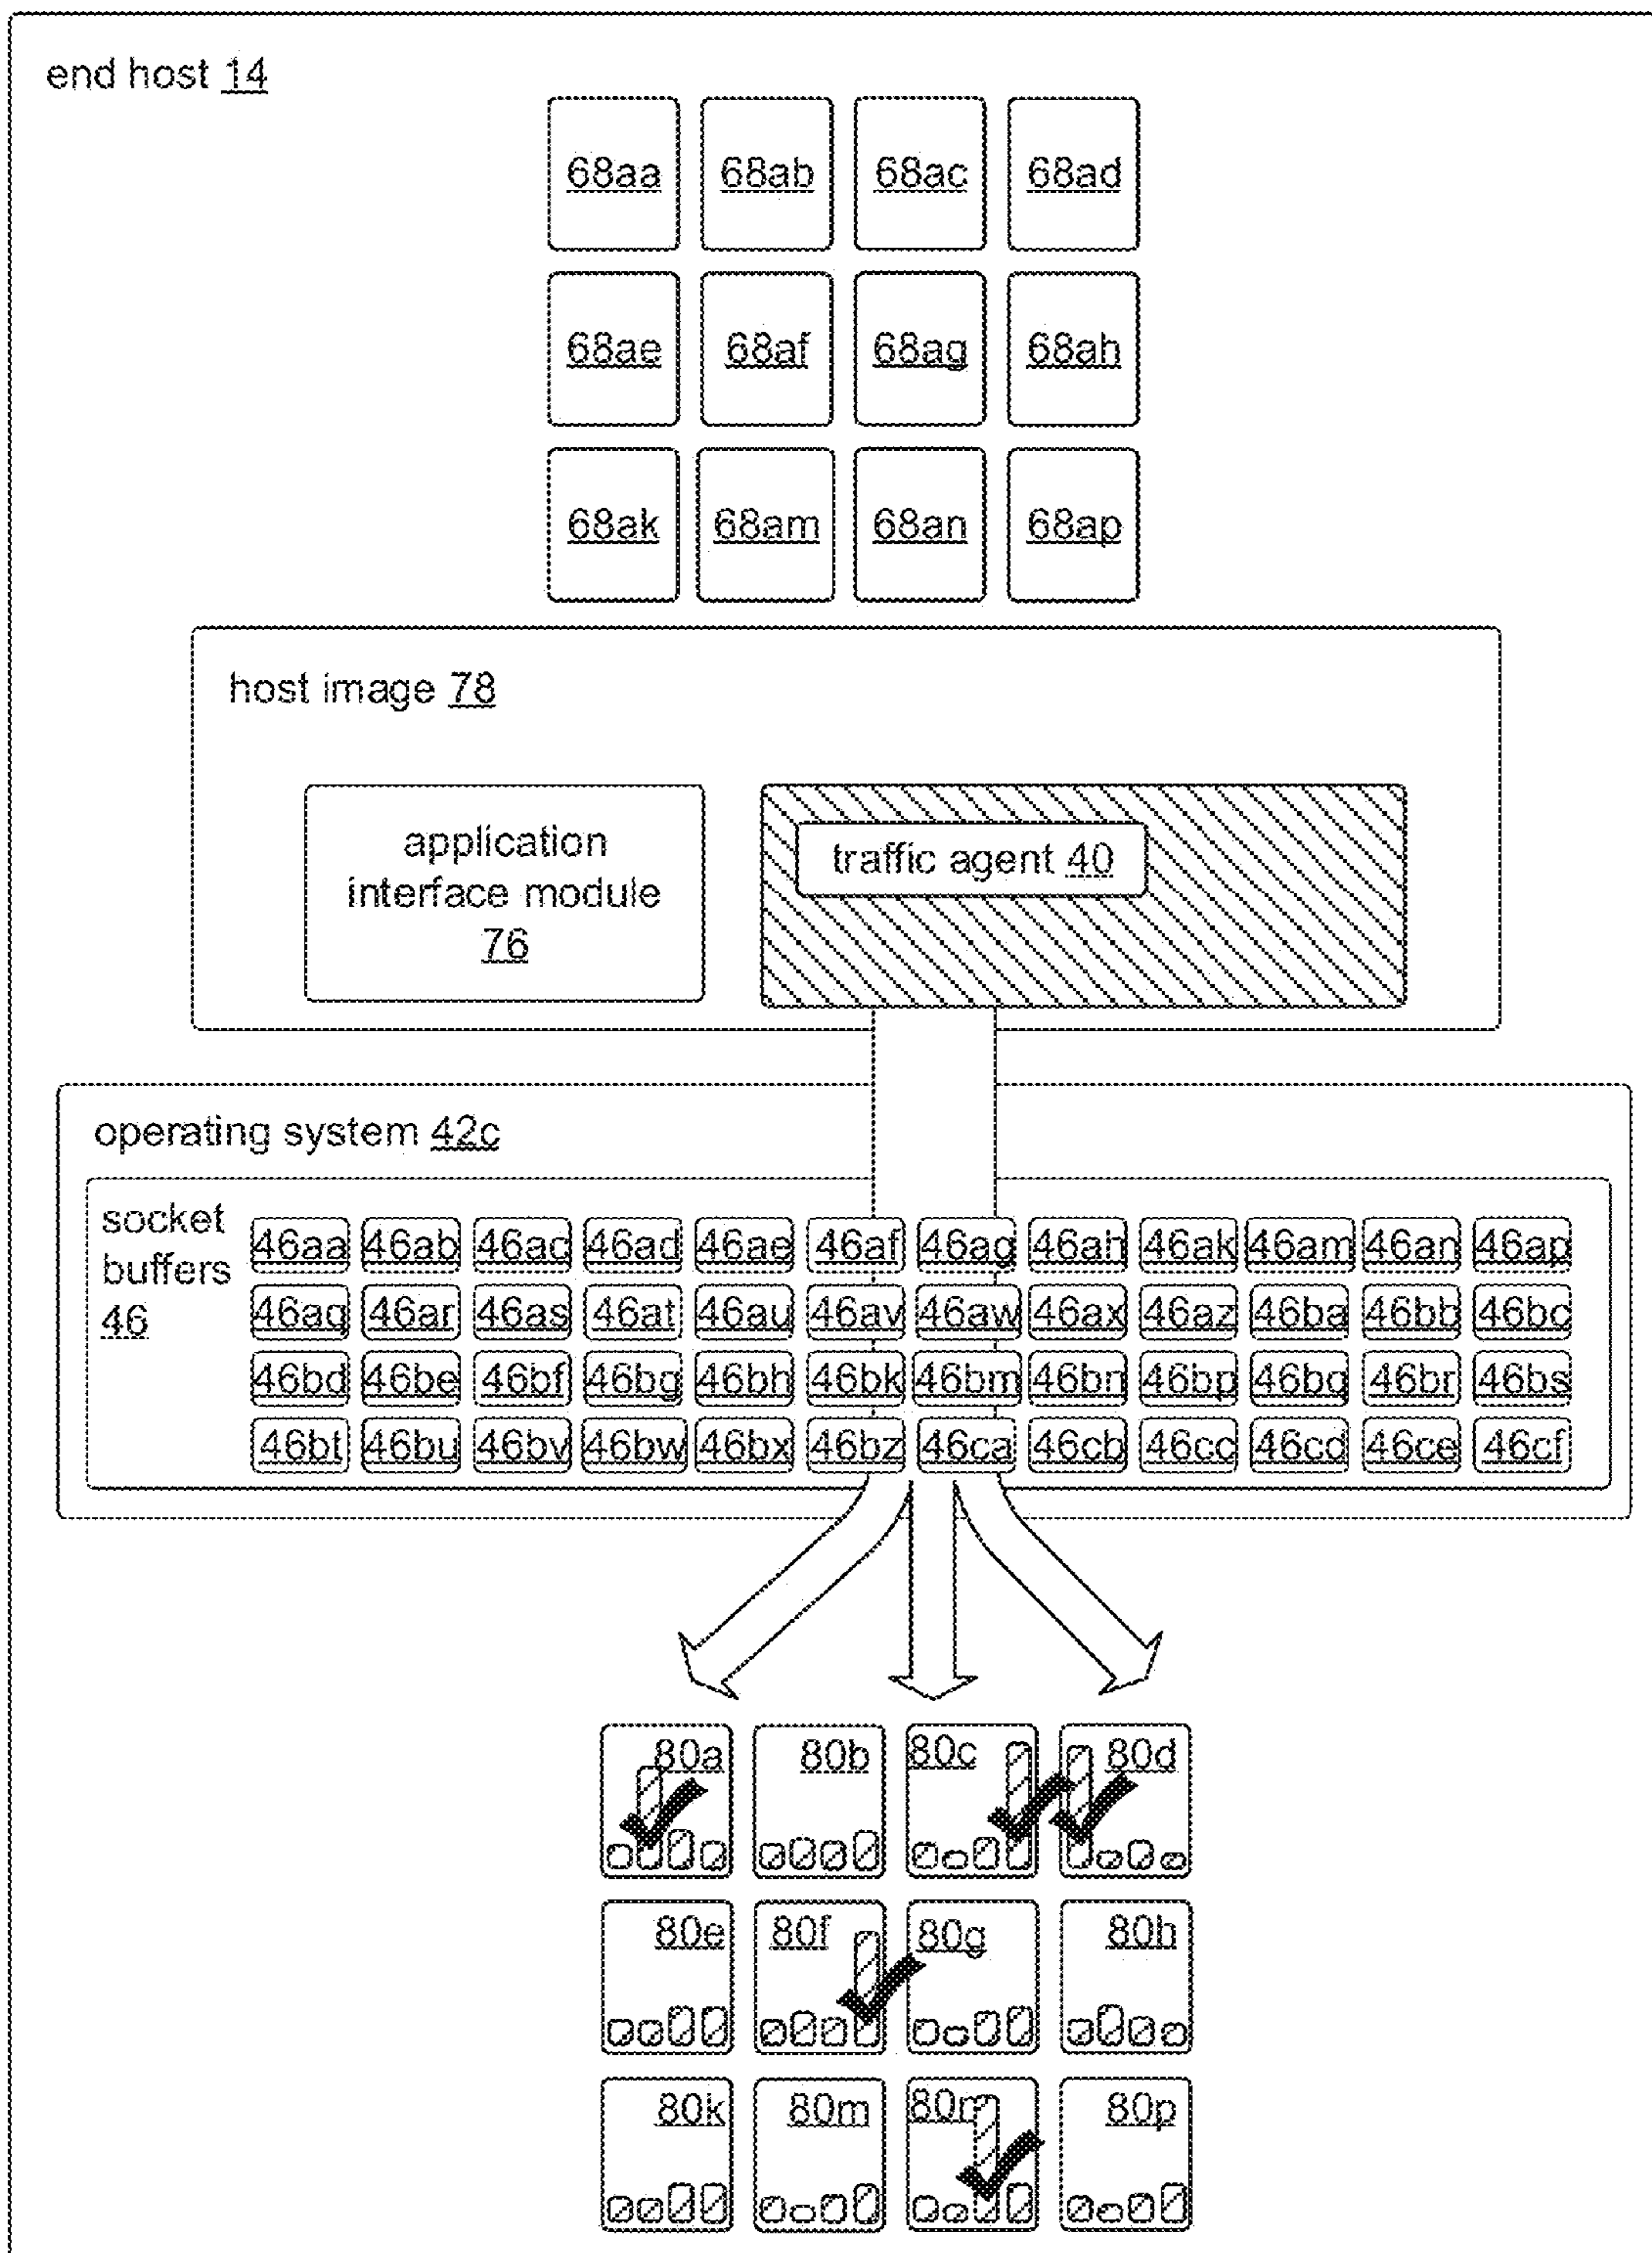 end host 14
68aa 68ab 68ac 68ad
68ae 68af 68ag 68ah
68ak 68am 68an 68ap
host image 78
application
interface module
76
traffic agent 40
operating system 42c
socket
buffers
46
46aa 46ab 46ac 46ad 46ae 46af 46ag 46ah 46ak 46am 46an 46ap
46aq 46ar 46as 46at 46au 46av 46aw 46ax 46az 46ba 46bb 46bc
46bd 46be 46bf 46bg 46bh 46bk 46bm 46bn 46bp 46bq 46br 46bs
46bt 46bu 46bv 46bw 46bx 46bz 46ca 46cb 46cc 46cd 46ce 46cf
80a 80b 80c 80d
80e 80f 80g 80h
80k 80m 80n 80p